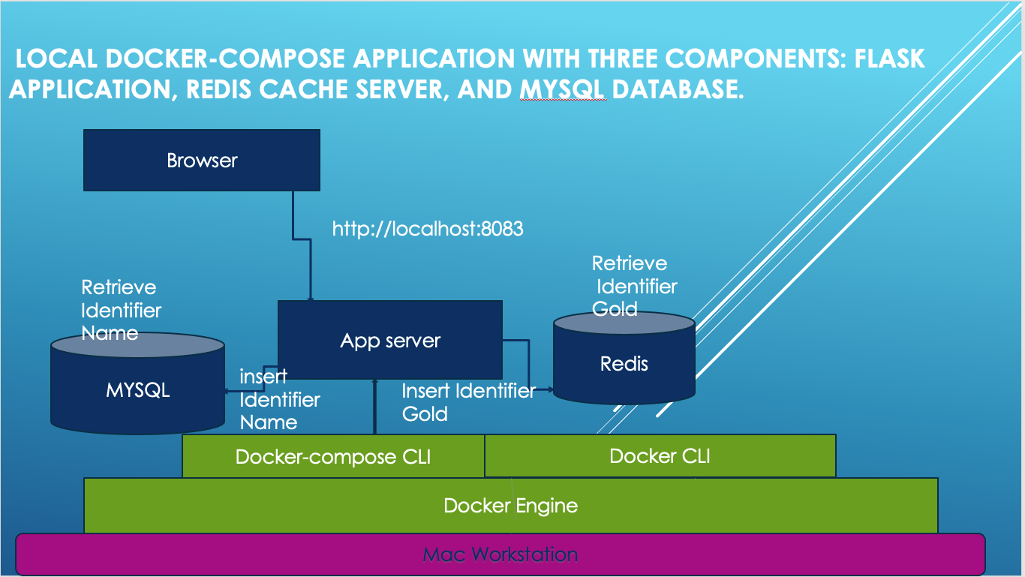 LOCAL DOCKER-COMPOSE APPLICATION WITH THREE COMPONENTS: FLASK
APPLICATION, REDIS CACHE SERVER, AND MYSQL DATABASE.
Browser
http://localhost:8083
Retrieve
Identifier
Gold
Retrieve
Identifier
Name
App server
Redis
MYSQL
insert
Identifier
Name
Insert Identifier
Gold
Docker-compose CLI
Docker CLI
Docker Engine
Mac Workstation